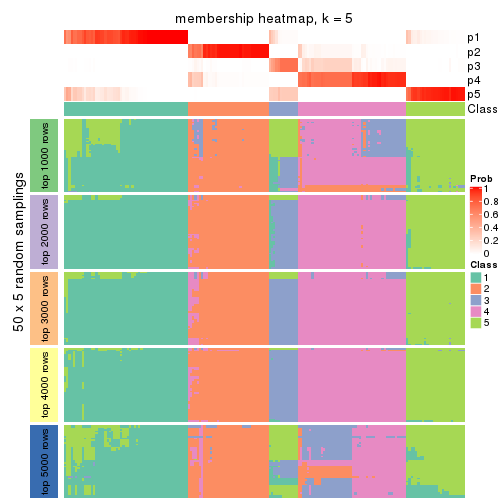 membership heatmap, k = 5
p1
p2
p3
p4
p5
Class
50 x 5 random samplings
top 1000 rows
top 2000 rows
top 3000 rows
top 4000 rows
top 5000 rows
Prob
1
0.8
0.6
0.4
0.2
0
Class
1
2
3
4
5